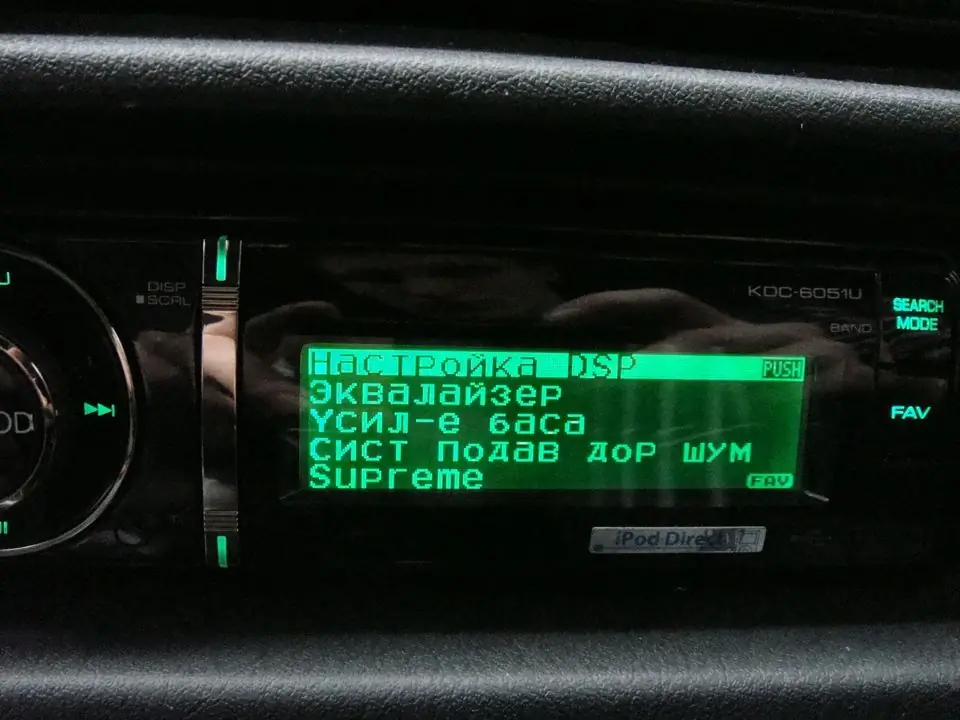 DISP
SCRL
KDC-6051U
BAND
SEARCH
MODE
FAV
Настройка DSP PUSH
Эквалайзер
Усил-е баса
Сист подав дор шум
Supreme FAV
iPod Direct